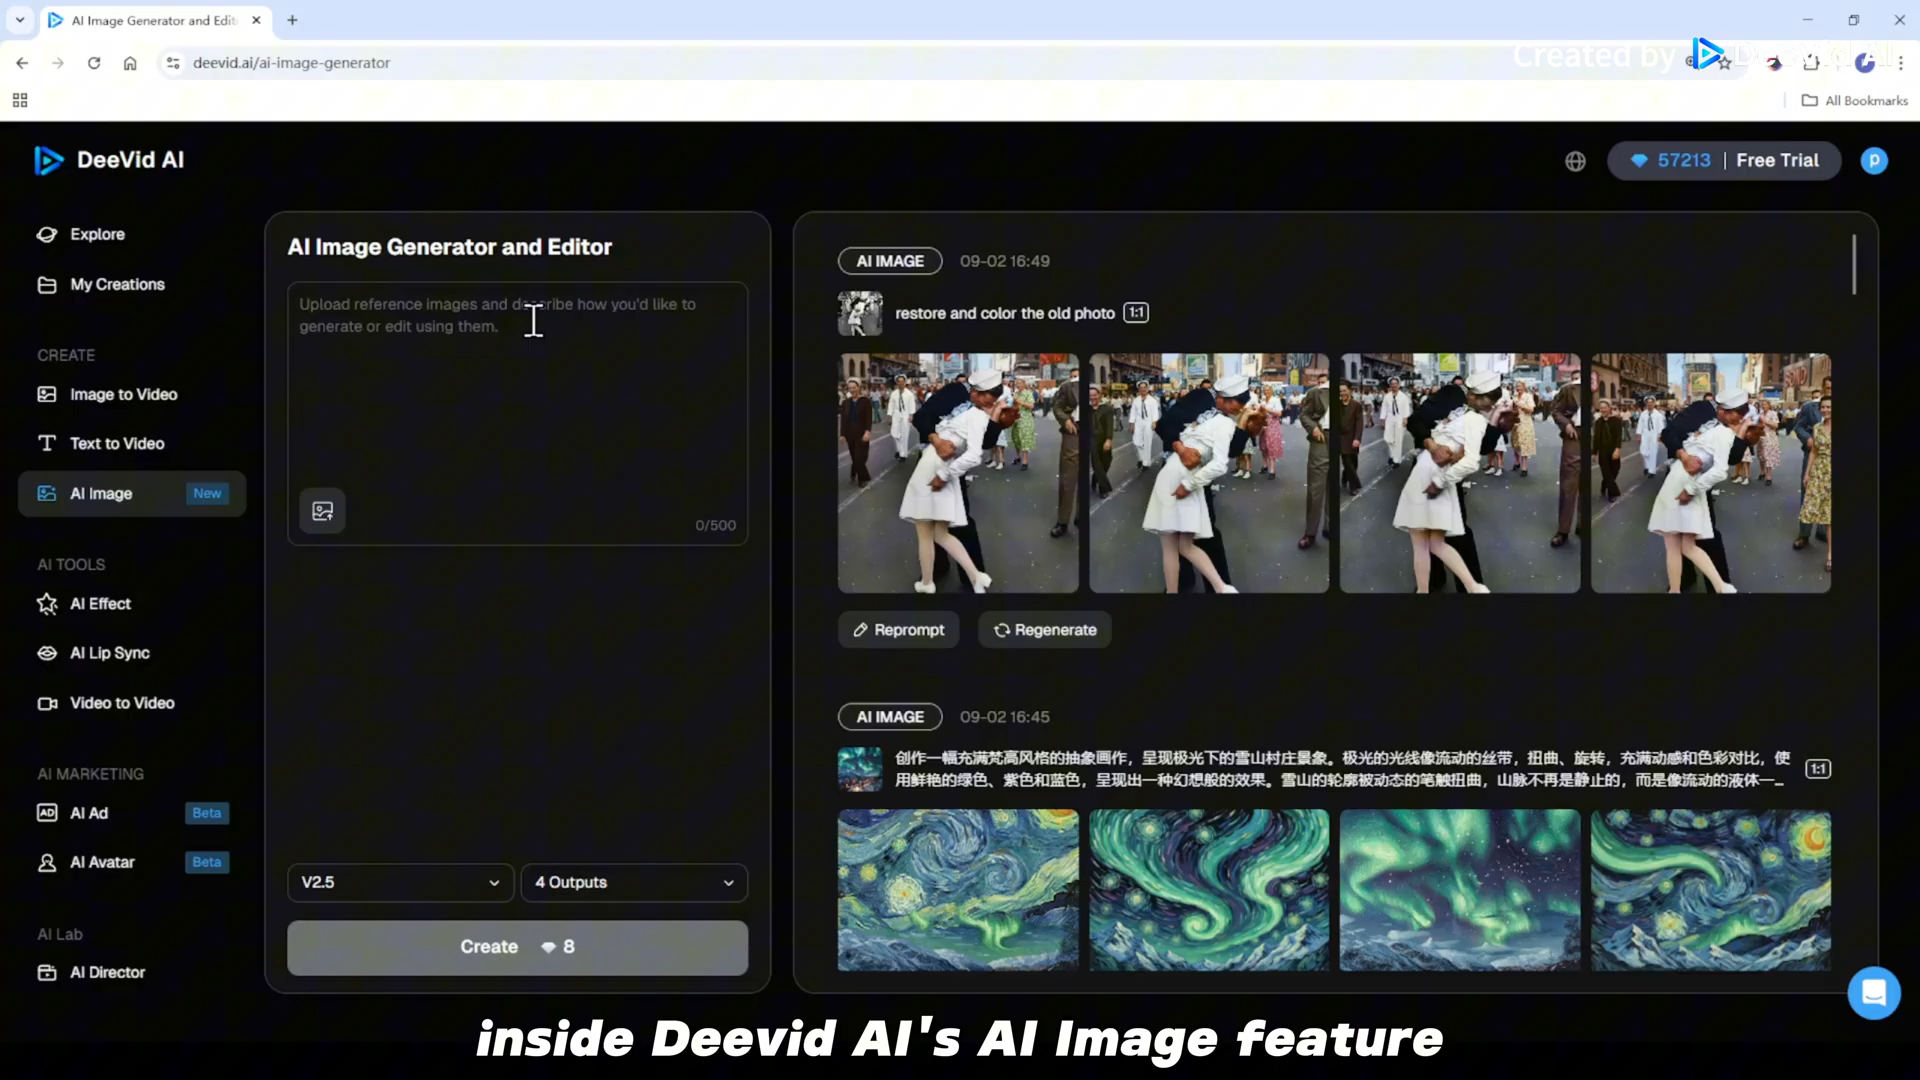 AI Image Generator and Edit
deevid.ai/ai-image-generator
Created by DeeVid AI
All Bookmarks
DeeVid AI
57213 | Free Trial
P
Explore
My Creations
CREATE
Image to Video
Text to Video
AI Image New
AI TOOLS
AI Effect
AI Lip Sync
Video to Video
AI MARKETING
AI Ad Beta
AI Avatar Beta
AI Lab
AI Director
AI Image Generator and Editor
Upload reference images and describe how you'd like to
generate or edit using them.
0/500
V2.5
4 Outputs
Create 8
AI IMAGE 09-02 16:49
restore and color the old photo 1:1
Reprompt
Regenerate
AI IMAGE 09-02 16:45
创作一幅充满梵高风格的抽象画作，呈现极光下的雪山村庄景象。极光的光线像流动的丝带，扭曲、旋转，充满动感和色彩对比，使
用鲜艳的绿色、紫色和蓝色，呈现出一种幻想般的效果。雪山的轮廓被动态的笔触扭曲，山脉不再是静止的，而是像流动的液体一...
1:1
inside Deevid AI's AI Image feature